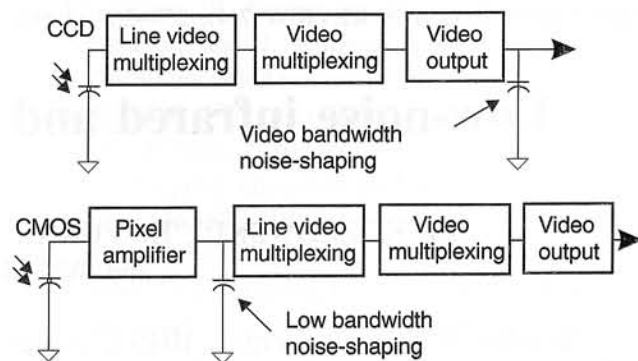 CCD
Line video
multiplexing
Video
multiplexing
Video
output
Video bandwidth
noise-shaping
CMOS
Pixel
amplifier
Line video
multiplexing
Video
multiplexing
Video
output
Low bandwidth
noise-shaping